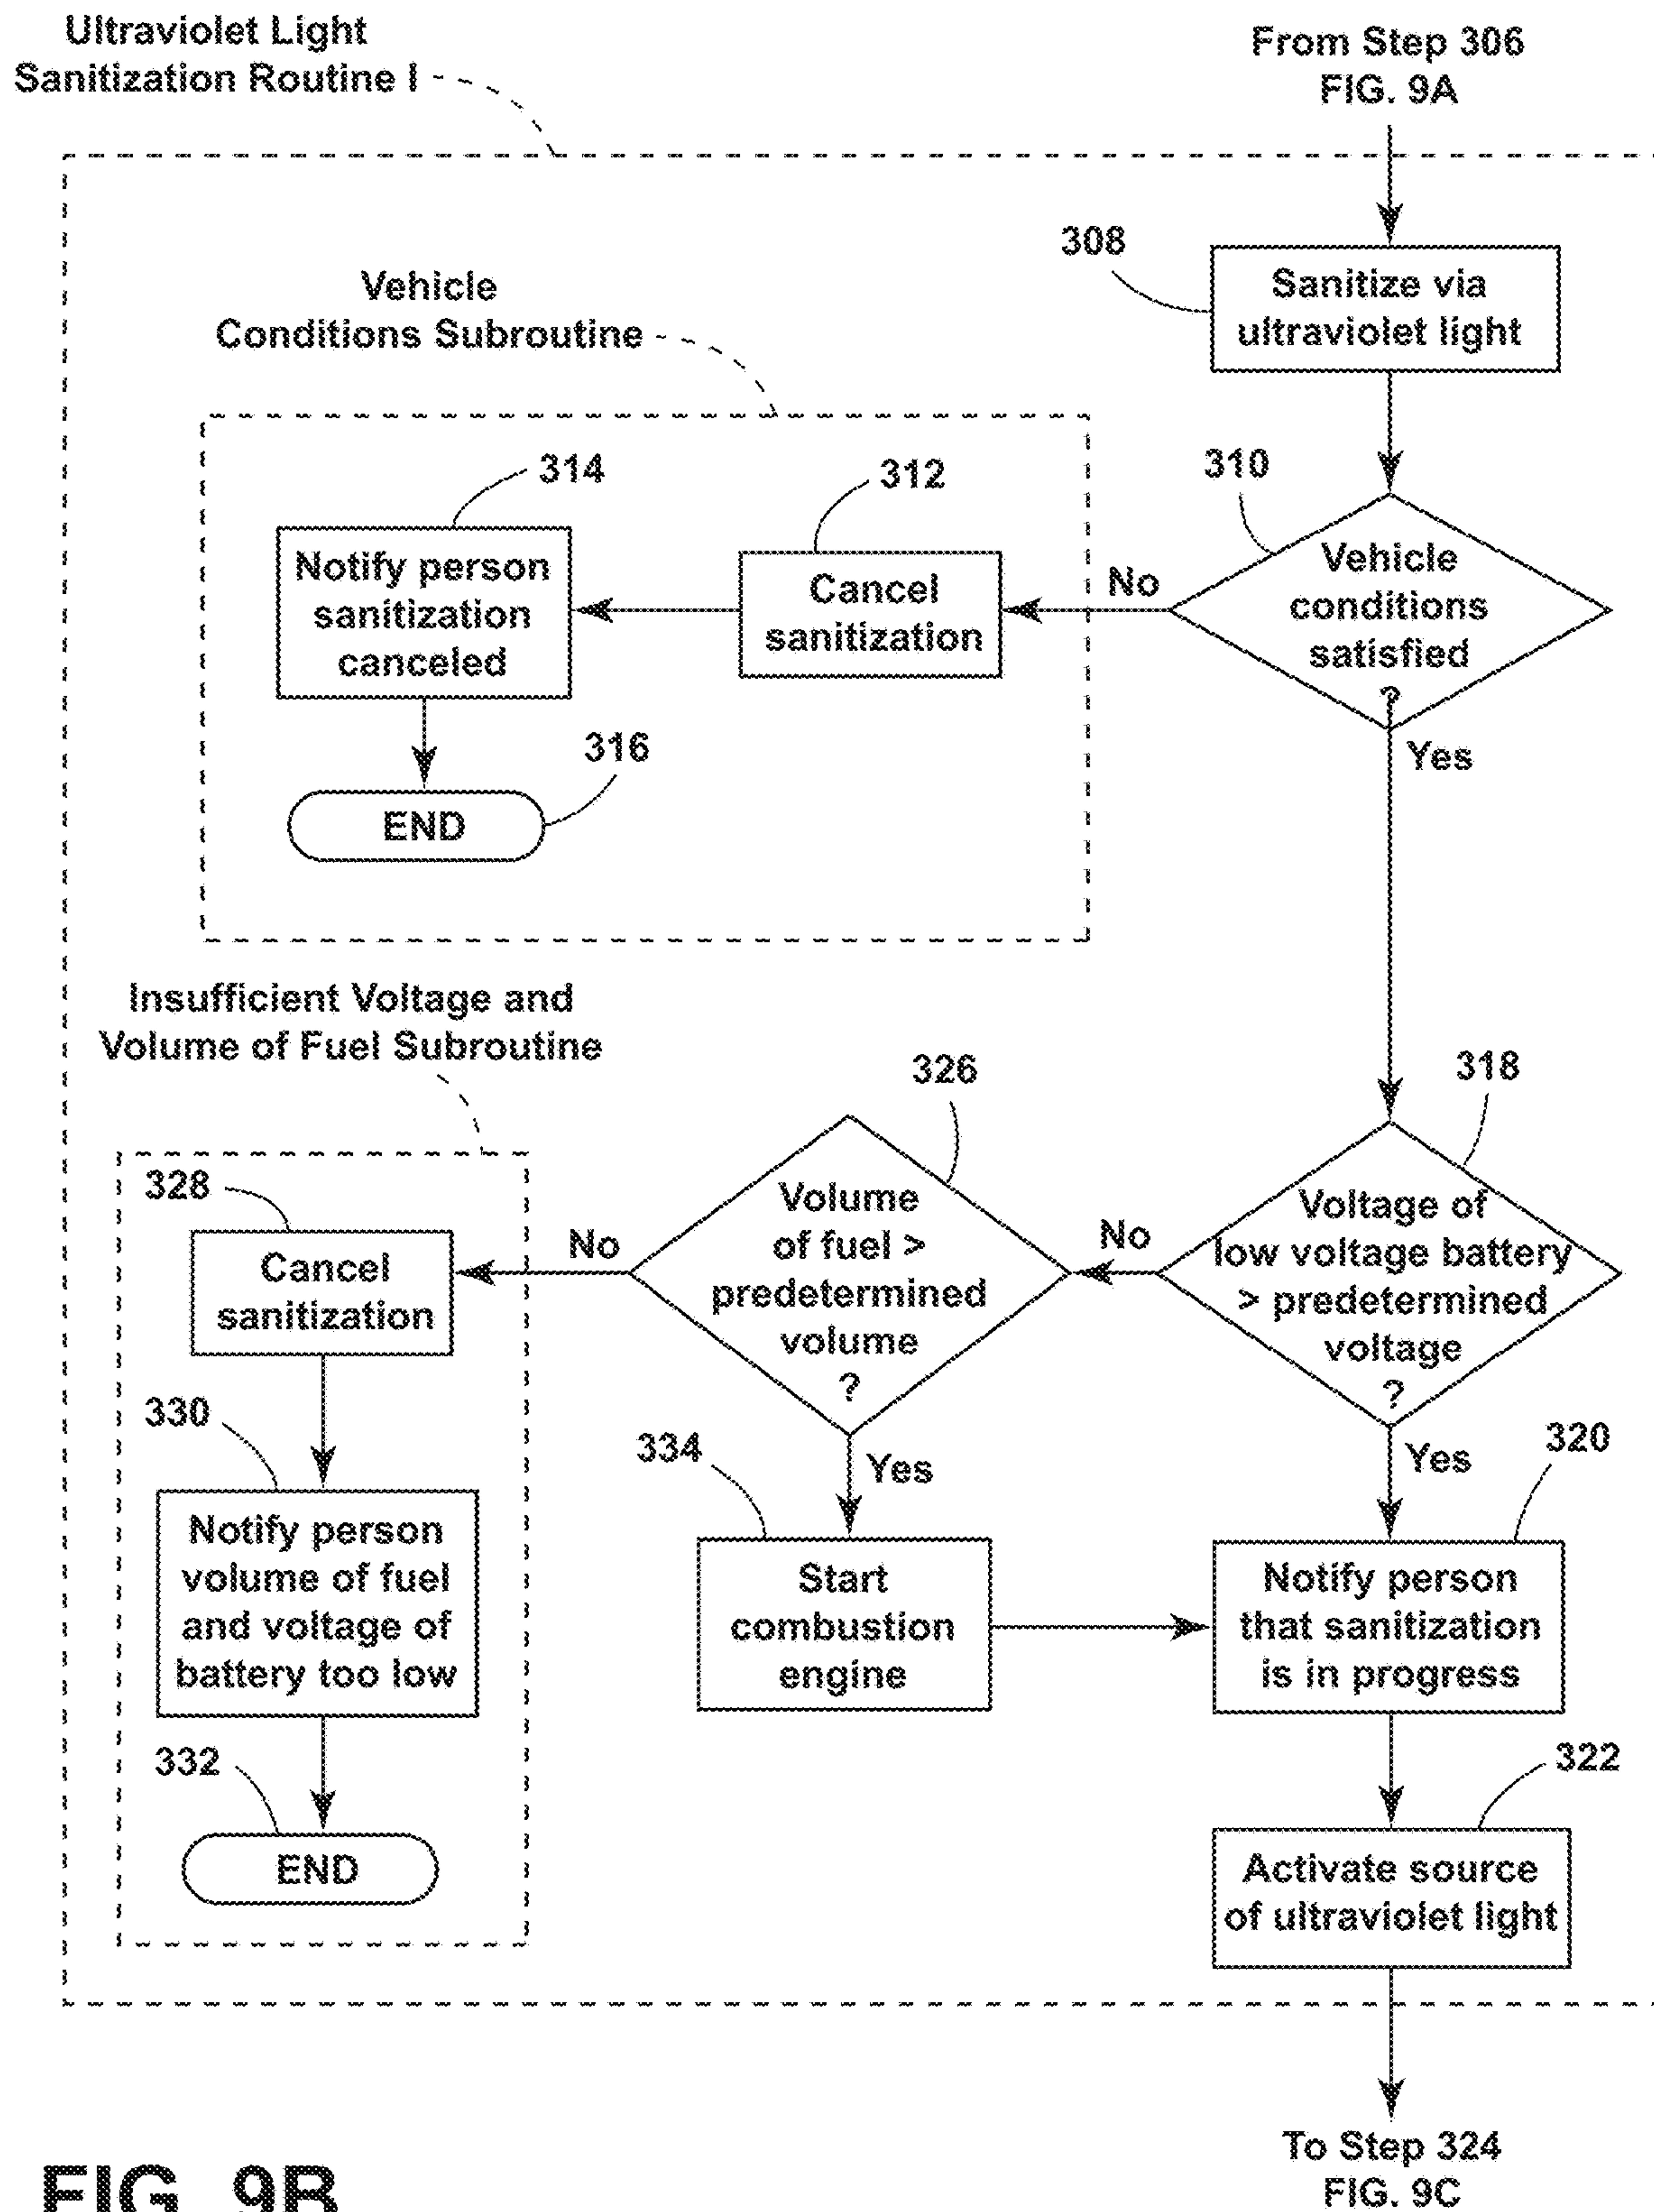 Ultraviolet Light
Sanitization Routine I
From Step 306
FIG. 9A
308
Sanitize via
ultraviolet light
Vehicle
Conditions Subroutine
310
Vehicle
conditions
satisfied
?
No
Yes
312
Cancel
sanitization
314
Notify person
sanitization
canceled
316
END
Insufficient Voltage and
Volume of Fuel Subroutine
318
Voltage of
low voltage battery
> predetermined
voltage
?
No
Yes
326
Volume
of fuel >
predetermined
volume
?
No
Yes
328
Cancel
sanitization
330
Notify person
volume of fuel
and voltage of
battery too low
332
END
334
Start
combustion
engine
320
Notify person
that sanitization
is in progress
322
Activate source
of ultraviolet light
To Step 324
FIG. 9C
FIG. 9B